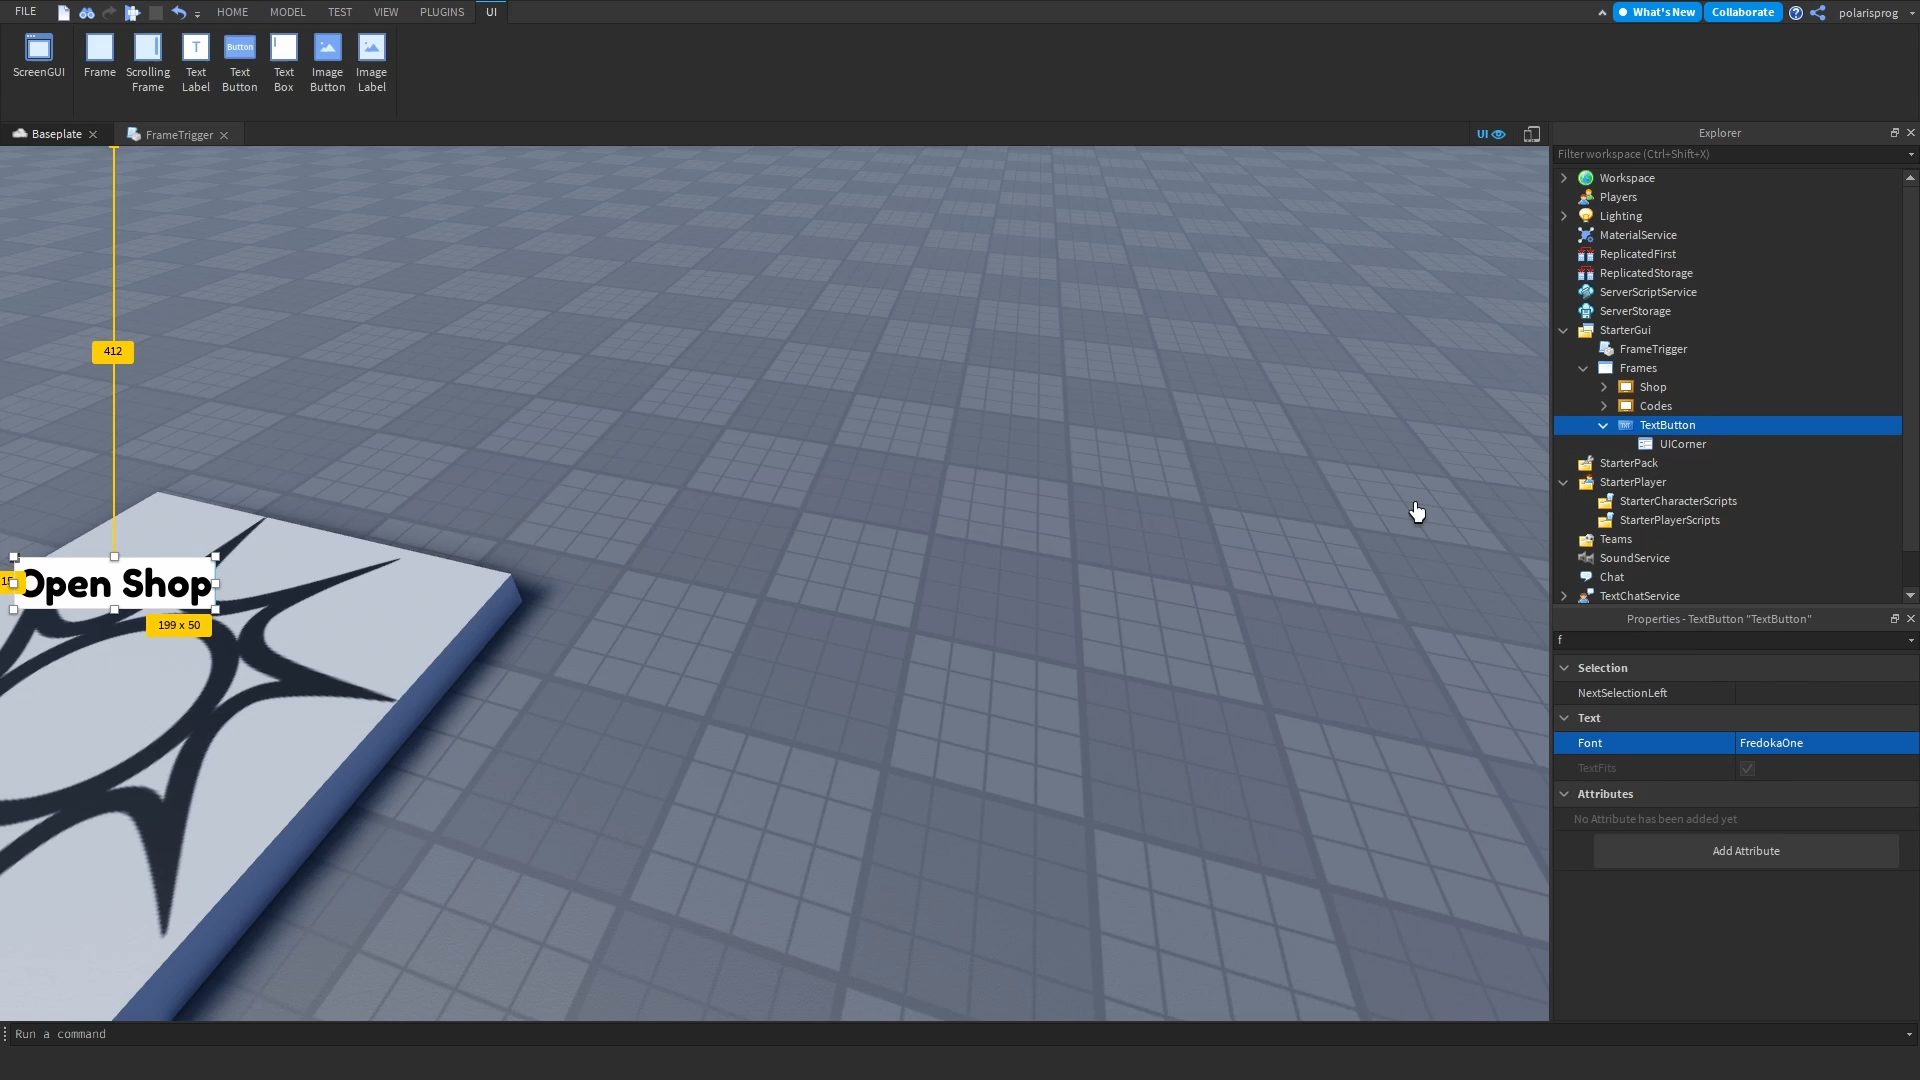 FILE
HOME
MODEL
TEST
VIEW
PLUGINS
UI
What's New
Collaborate
polarisprog
ScreenGUI
Frame
Scrolling
Frame
T
Text
Label
Button
Text
Button
Text
Box
Image
Button
Image
Label
Baseplate
FrameTrigger
UI
Explorer
Filter workspace (Ctrl+Shift+X)
Workspace
Players
Lighting
MaterialService
ReplicatedFirst
ReplicatedStorage
ServerScriptService
ServerStorage
StarterGui
FrameTrigger
Frames
Shop
Codes
TextButton
UICorner
StarterPack
StarterPlayer
StarterCharacterScripts
StarterPlayerScripts
Teams
SoundService
Chat
TextChatService
412
Open Shop
199 x 50
Properties - TextButton "TextButton"
f
Selection
NextSelectionLeft
Text
Font FredokaOne
TextFits
Attributes
No Attribute has been added yet
Add Attribute
Run a command